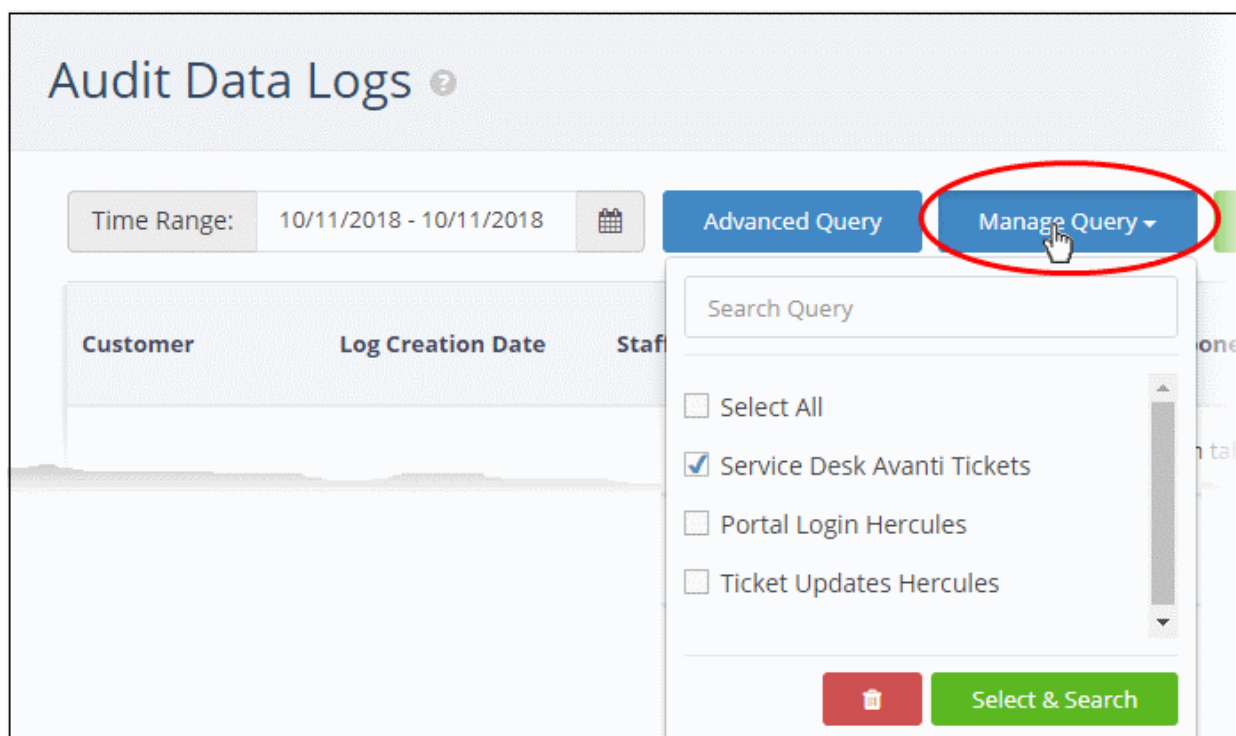 Audit Data Logs
Time Range: 10/11/2018 - 10/11/2018 Advanced Query Manage Query
Search Query
Customer Log Creation Date
Select All
Service Desk Avanti Tickets
Portal Login Hercules
Ticket Updates Hercules
Select & Search